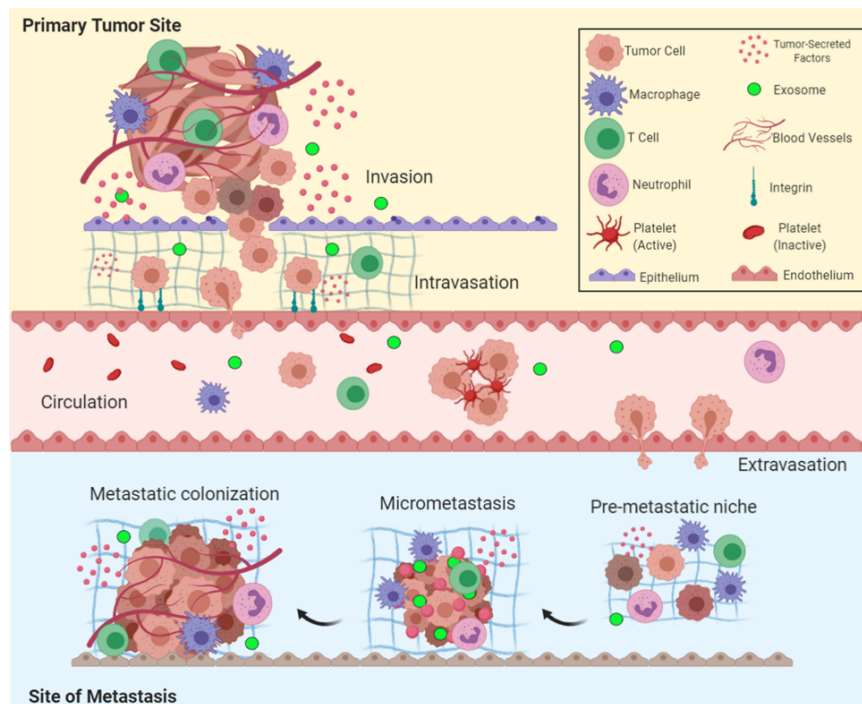 Primary Tumor Site
Tumor Cell
Tumor-Secreted
Factors
Macrophage
Exosome
T Cell
Blood Vessels
Neutrophil
Integrin
Platelet
(Active)
Platelet
(Inactive)
Epithelium
Endothelium
Invasion
Intravasation
Circulation
Extravasation
Metastatic colonization
Micrometastasis
Pre-metastatic niche
Site of Metastasis